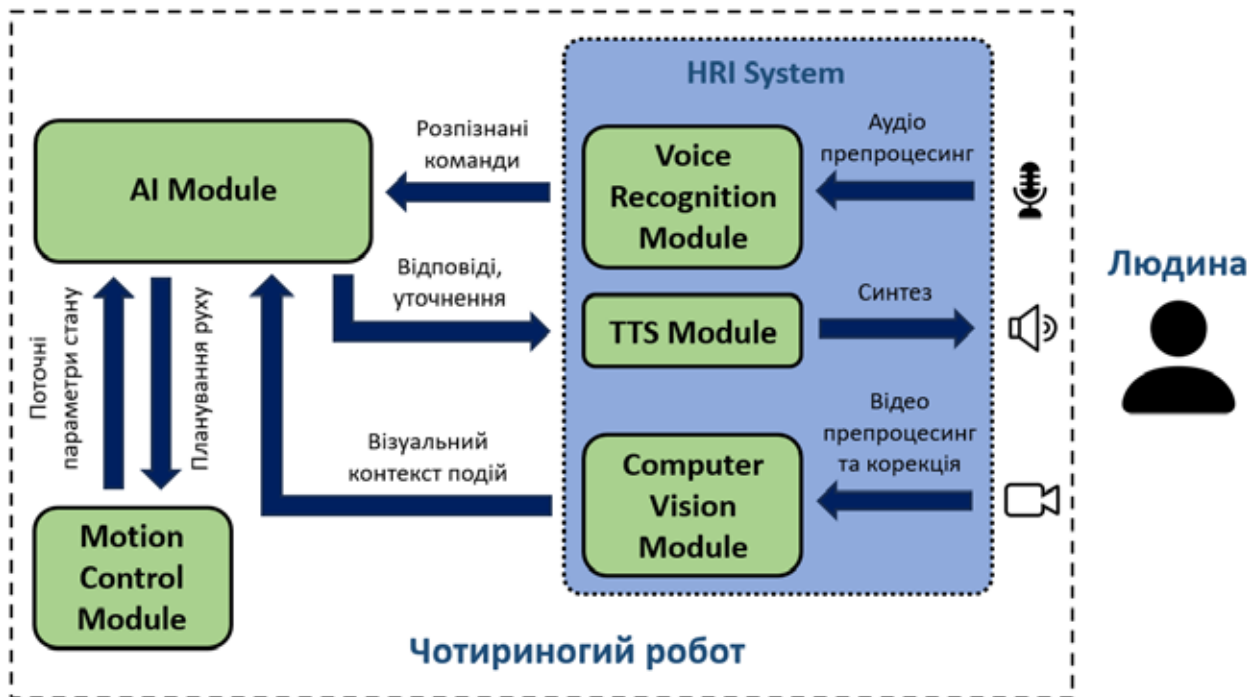 HRI System
Розпізнані
команди
Voice
Recognition
Module
Аудіо
препроцесинг
AI Module
Людина
Відповіді,
уточнення
TTS Module
Синтез
Поточні
параметри стану
Планування руху
Візуальний
контекст подій
Computer
Vision
Module
Відео
препроцесинг
та корекція
Motion
Control
Module
Чотириногий робот